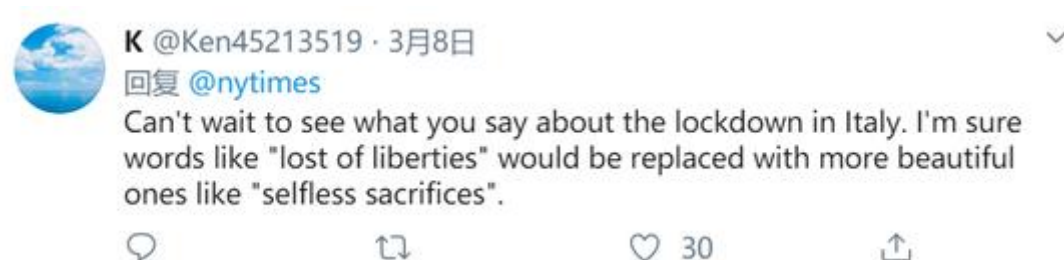 K @Ken45213519 · 3月8日
回复 @nytimes
Can't wait to see what you say about the lockdown in Italy. I'm sure
words like "lost of liberties" would be replaced with more beautiful
ones like "selfless sacrifices".
30